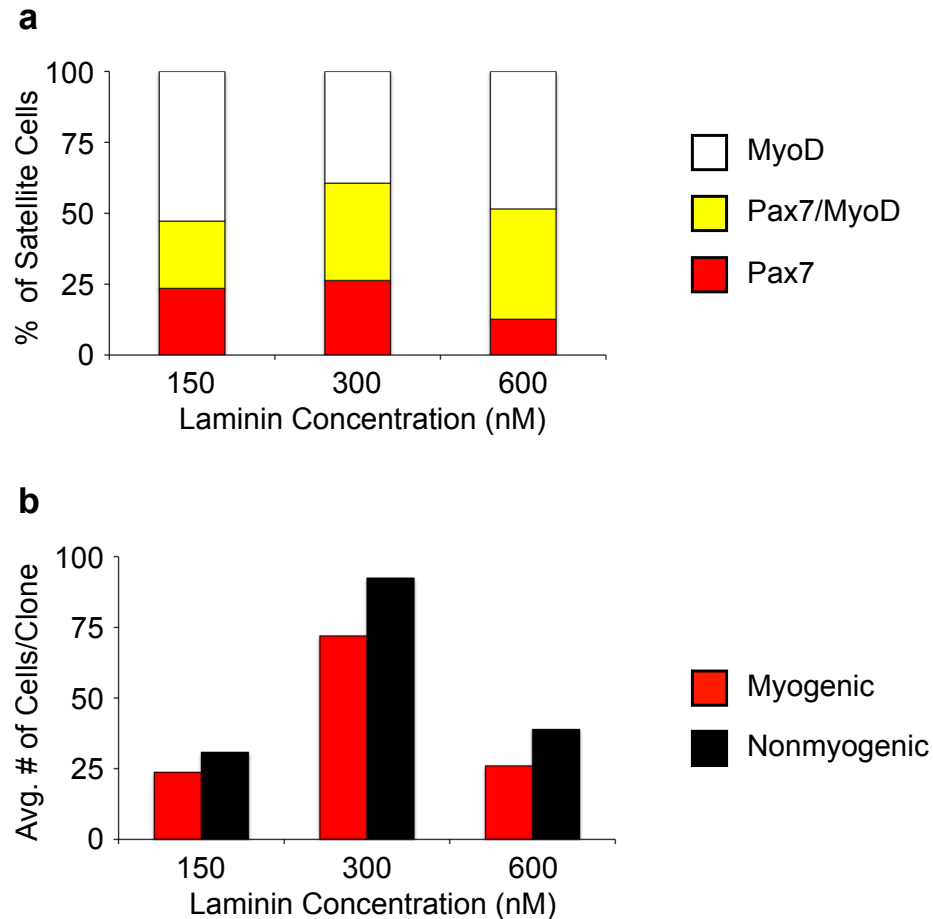 a
% of Satellite Cells
100
75
50
25
0
150 300 600
Laminin Concentration (nM)
MyoD
Pax7/MyoD
Pax7
b
Avg. # of Cells/Clone
100
75
50
25
0
150 300 600
Laminin Concentration (nM)
Myogenic
Nonmyogenic